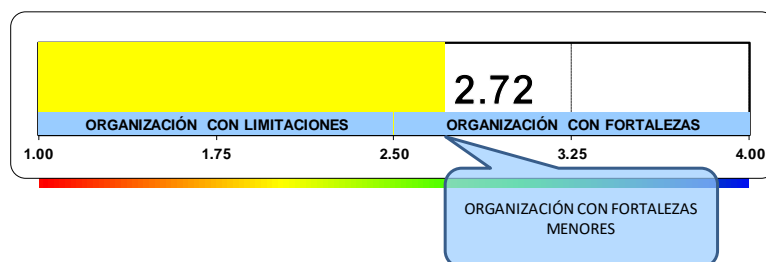 2.72
ORGANIZACIÓN CON LIMITACIONES
ORGANIZACIÓN CON FORTALEZAS
1.00
1.75
2.50
3.25
4.00
ORGANIZACIÓN CON FORTALEZAS
MENORES